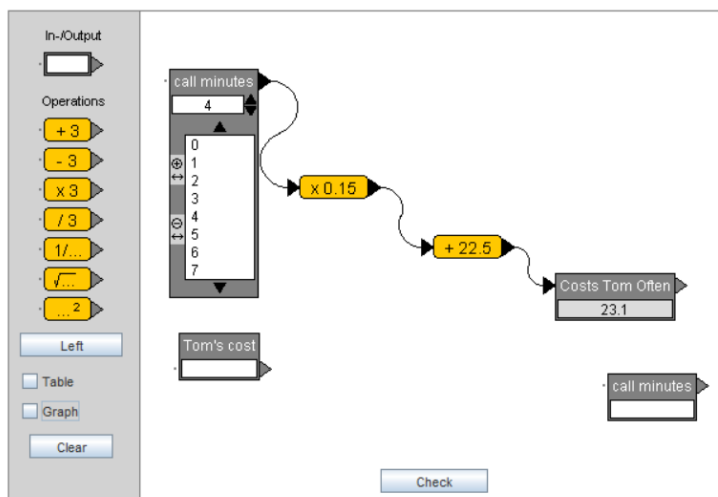 In-/Output
Operations
+ 3
- 3
x 3
/ 3
1/...
√...
...²
Left
Table
Graph
Clear
call minutes
4
0
1
2
3
4
5
6
7
x 0.15
+ 22.5
Costs Tom Often
23.1
Tom's cost
call minutes
Check